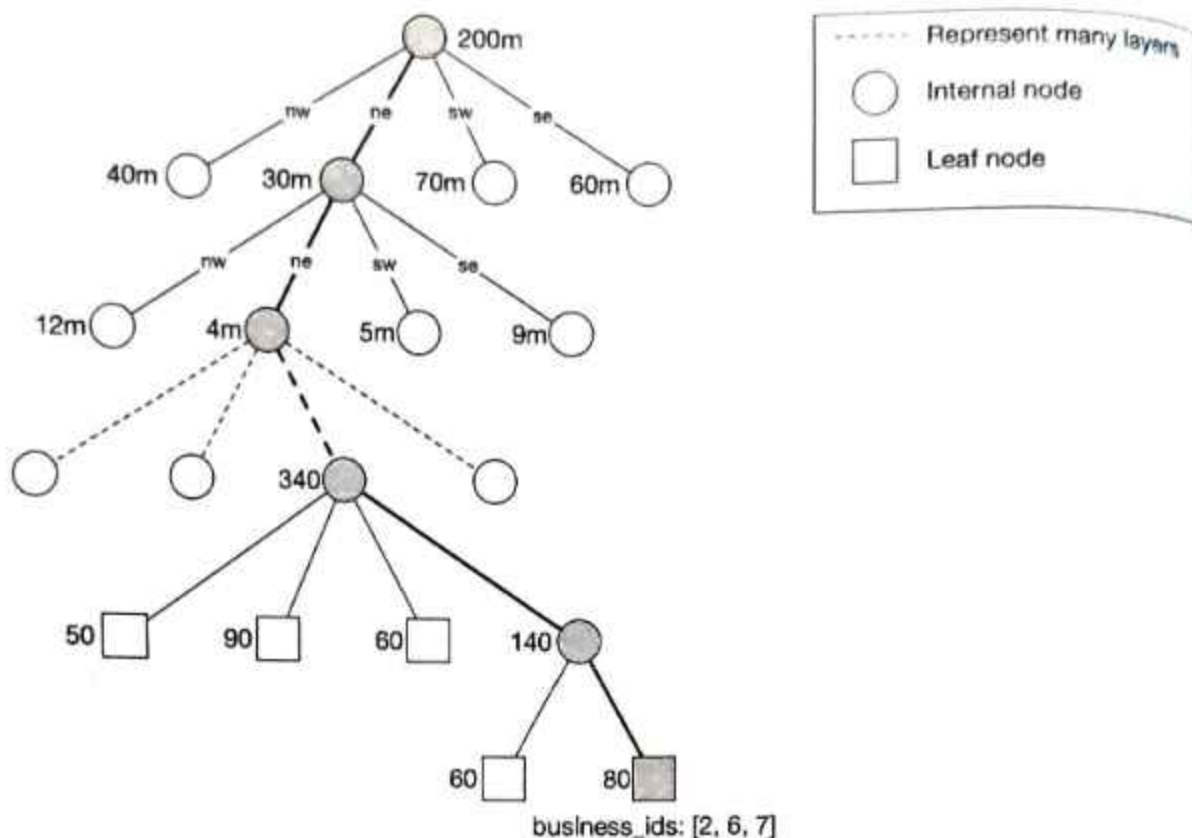 200m
Represent many layers
Internal node
Leaf node
nw
ne
sw
se
40m
30m
70m
60m
nw
ne
sw
se
12m
4m
5m
9m
340
50
90
60
140
60
80
business_ids: [2, 6, 7]